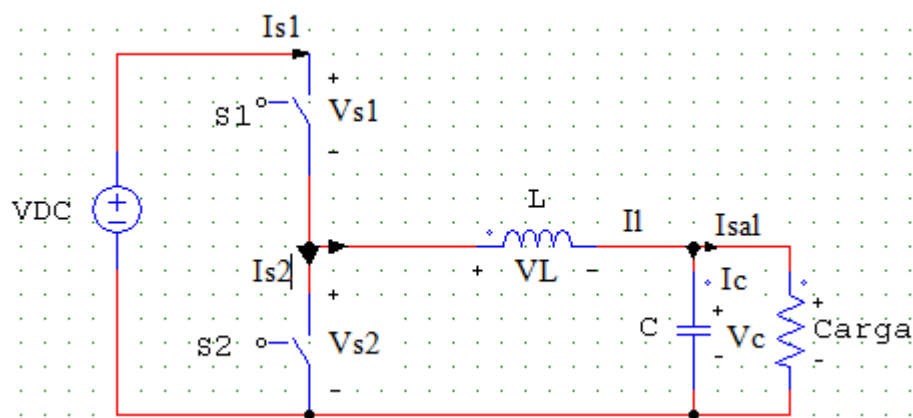 Is1
+
S1
Vs1
-
VDC
+
-
L
Il
Isal
Is2
+
VL
-
+
Ic
+
S2
Vs2
C
+
Vc
Carga
-
-
-